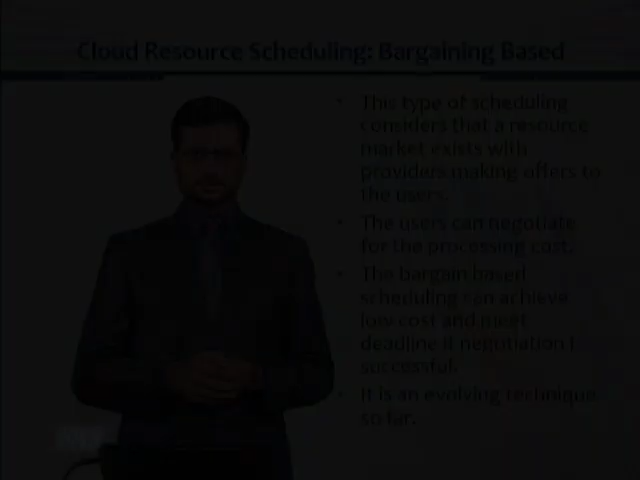 Cloud Resource Scheduling: Bargaining Based
• This type of scheduling
considers that a resource
market exists with
providers making offers to
the users.
• The users can negotiate
for the processing cost.
• The bargain based
scheduling can achieve
low cost and meet
deadline if negotiation i
successful.
• It is an evolving technique
so far.